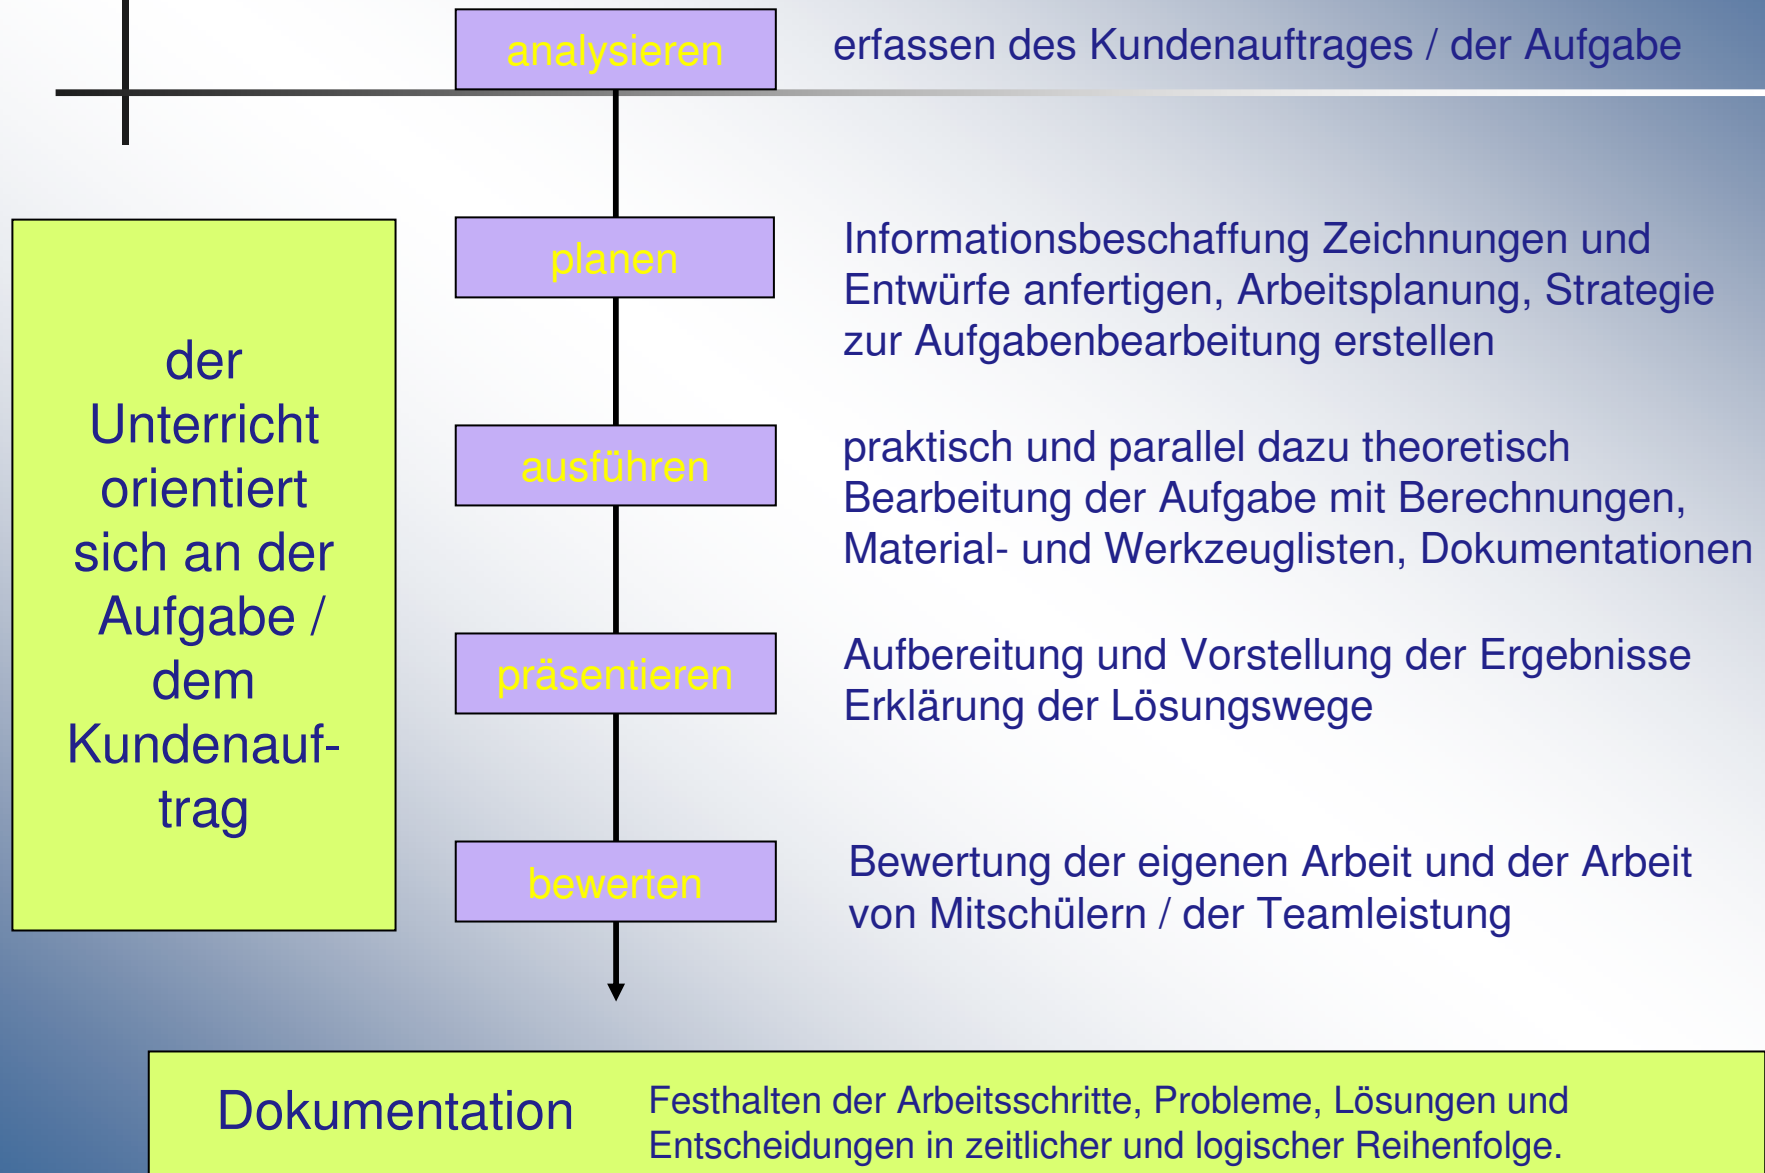 analysieren
erfassen des Kundenauftrages / der Aufgabe
der
Unterricht
orientiert
sich an der
Aufgabe /
dem
Kundenauf-
trag
planen
Informationsbeschaffung Zeichnungen und
Entwürfe anfertigen, Arbeitsplanung, Strategie
zur Aufgabenbearbeitung erstellen
ausführen
praktisch und parallel dazu theoretisch
Bearbeitung der Aufgabe mit Berechnungen,
Material- und Werkzeuglisten, Dokumentationen
präsentieren
Aufbereitung und Vorstellung der Ergebnisse
Erklärung der Lösungswege
bewerten
Bewertung der eigenen Arbeit und der Arbeit
von Mitschülern / der Teamleistung
Dokumentation
Festhalten der Arbeitsschritte, Probleme, Lösungen und
Entscheidungen in zeitlicher und logischer Reihenfolge.